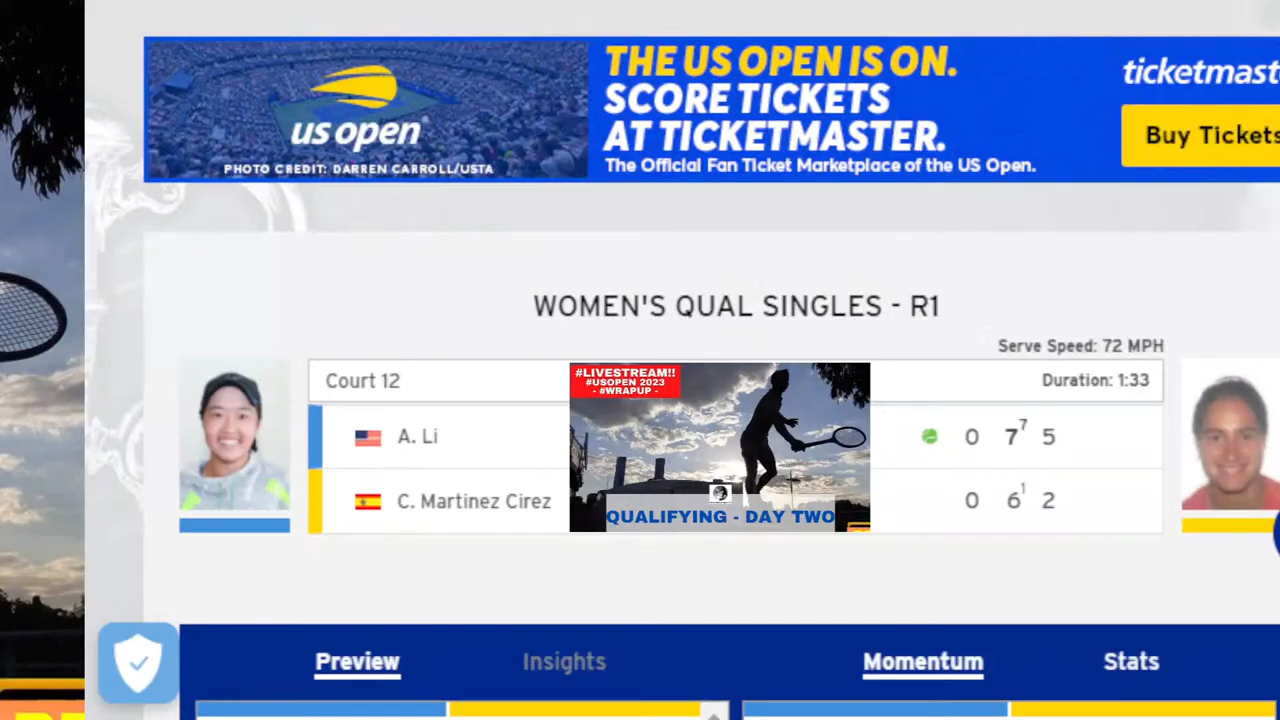 us open
PHOTO CREDIT: DARREN CARROLL/USTA
THE US OPEN IS ON.
SCORE TICKETS
AT TICKETMASTER.
The Official Fan Ticket Marketplace of the US Open.
ticketmast
Buy Tickets
WOMEN'S QUAL SINGLES - R1
Serve Speed: 72 MPH
Court 12
Duration: 1:33
A. Li
0 7 7 5
C. Martinez Cirez
0 6 1 2
#LIVESTREAM!!
#USOPEN 2023
- #WRAPUP -
QUALIFYING - DAY TWO
Preview
Insights
Momentum
Stats